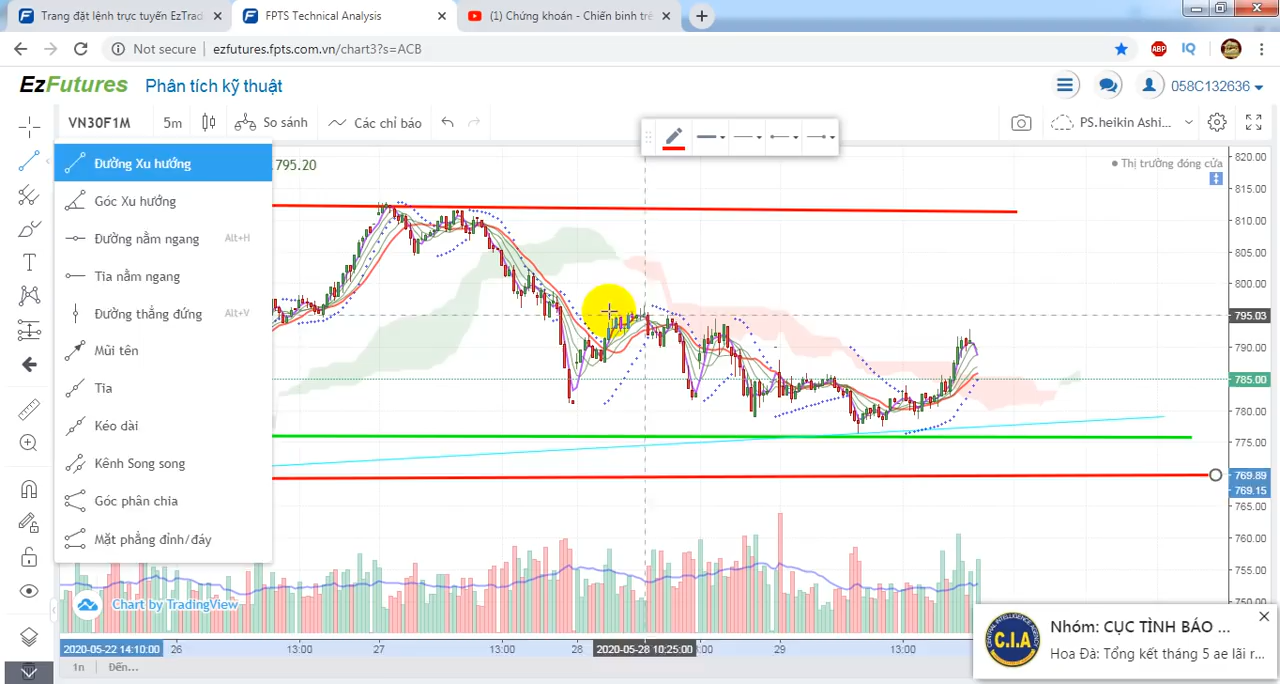 Trang đặt lệnh trực tuyến EzTrad
FPTS Technical Analysis
(1) Chứng khoán - Chiến binh trê
Not secure
ezfutures.fpts.com.vn/chart3?s=ACB
ABP
IQ
EzFutures
Phân tích kỹ thuật
058C132636
VN30F1M
5m
So sánh
Các chỉ báo
PS.heikin Ashi...
Đường Xu hướng
795.20
Thị trường đóng cửa
Góc Xu hướng
Đường nằm ngang Alt+H
Tia nằm ngang
Đường thẳng đứng Alt+V
Mũi tên
Tia
Kéo dài
Kênh Song song
Góc phân chia
Mặt phẳng đỉnh/đáy
820.00
815.00
810.00
805.00
800.00
795.03
790.00
785.00
780.00
775.00
769.89
769.15
765.00
760.00
755.00
750.00
Chart by TradingView
2020-05-22 14:10:00
26
13:00
27
13:00
28
2020-05-28 10:25:00
:00
29
13:00
1n
Đến...
C.I.A
Nhóm: CỤC TÌNH BÁO ...
Hoa Đà: Tổng kết tháng 5 ae lãi r...